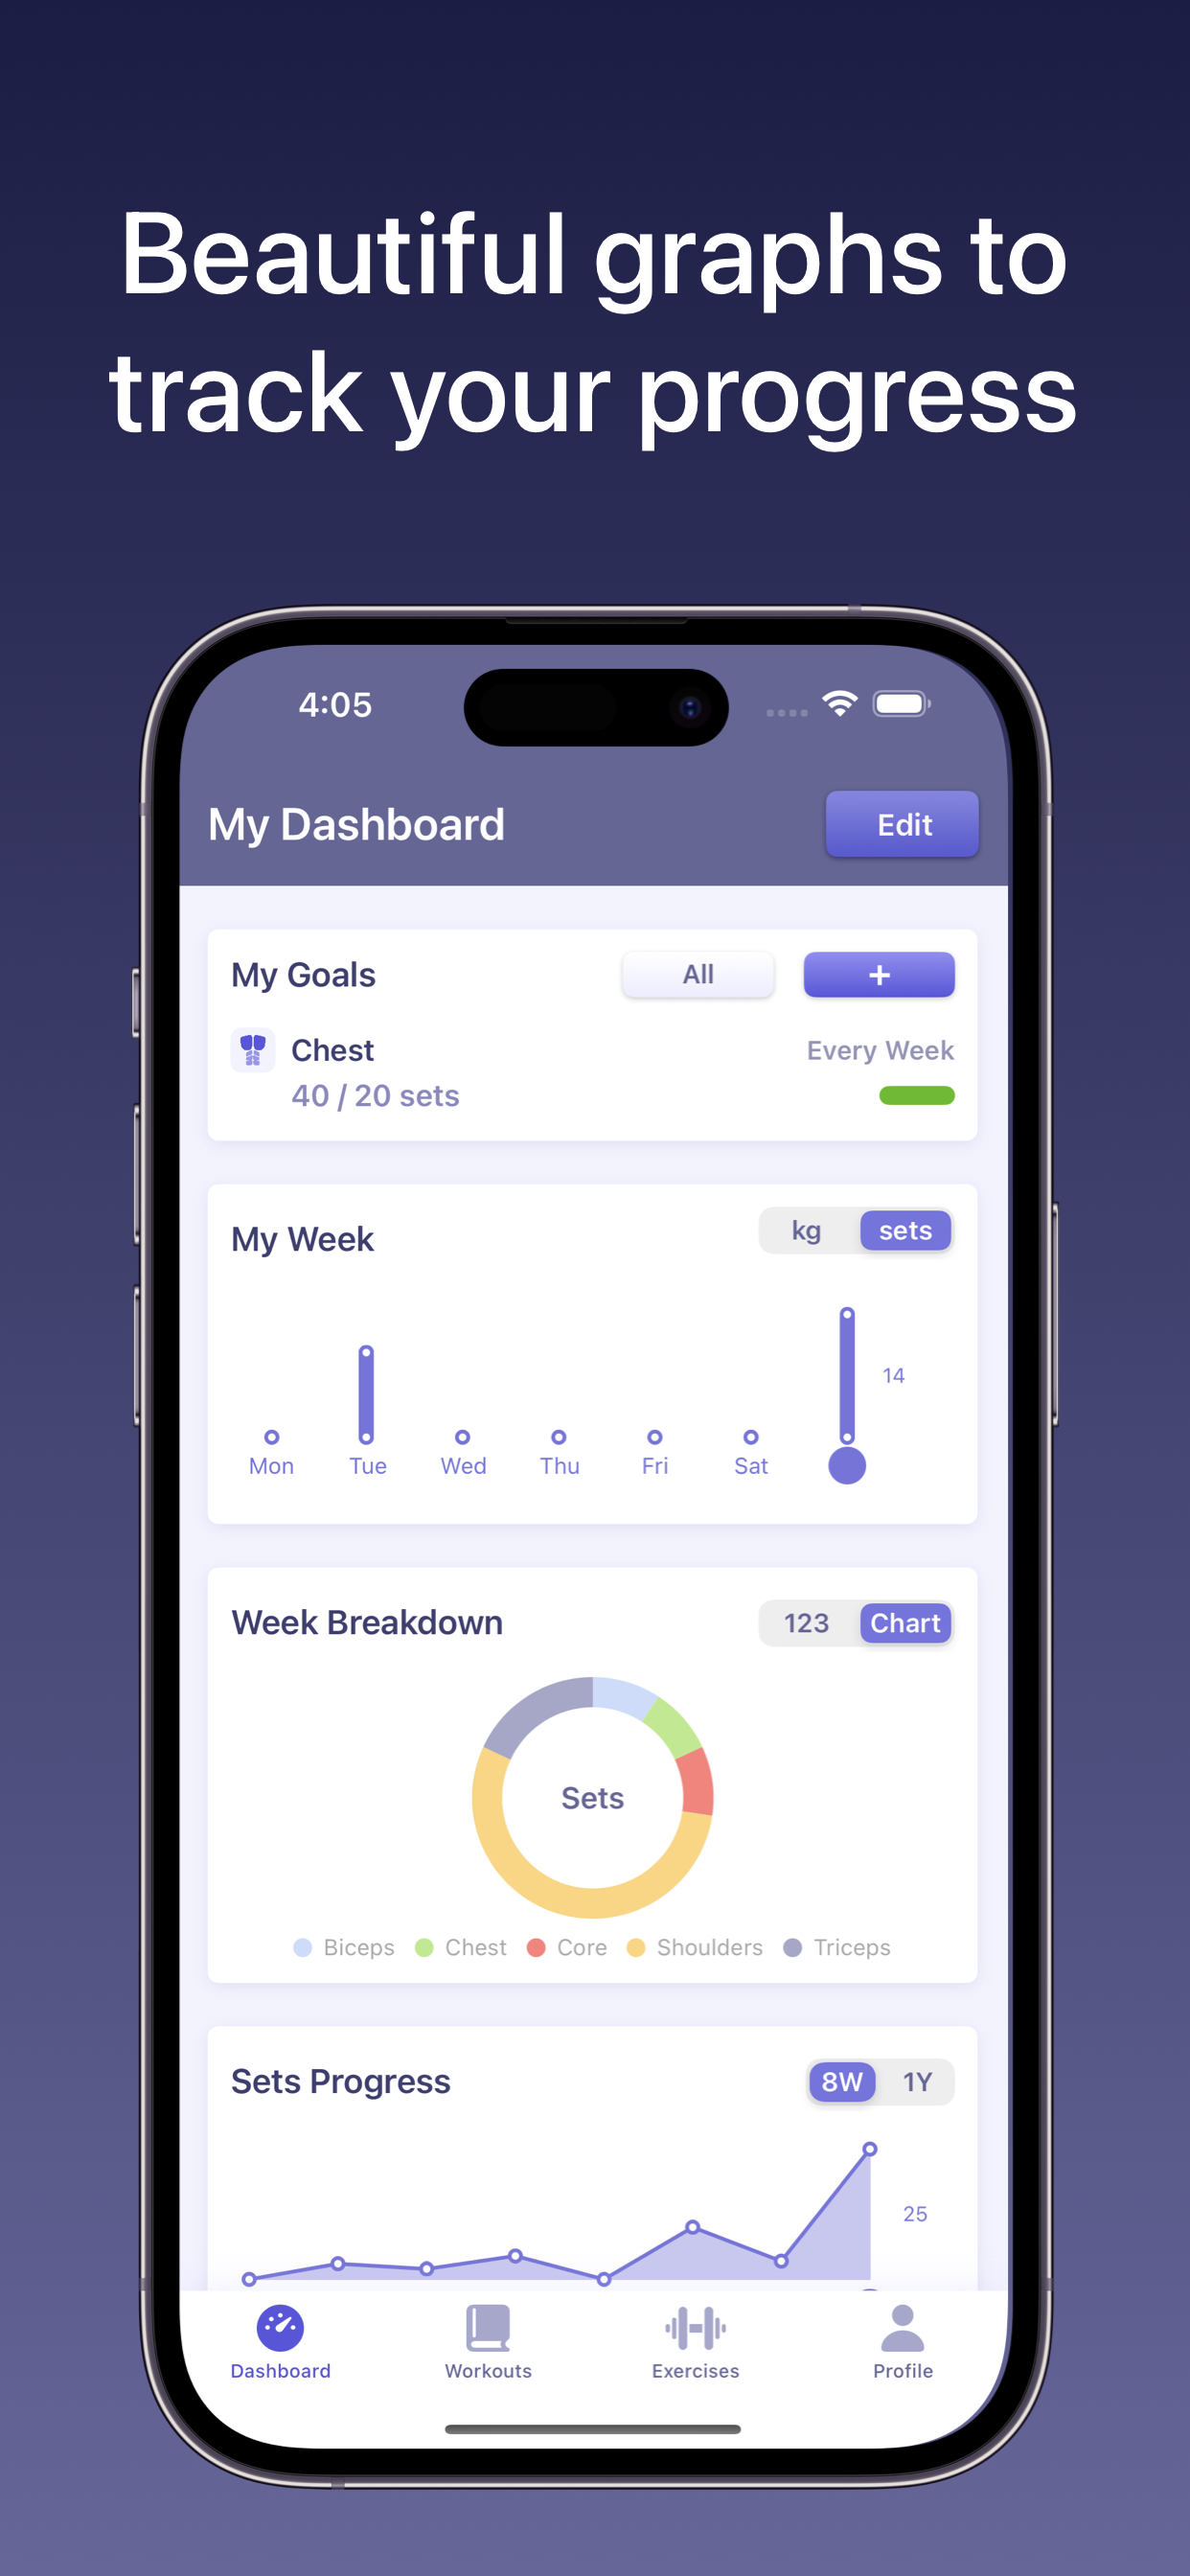 Beautiful graphs to
track your progress
4:05
My Dashboard
Edit
My Goals
All
+
Chest
Every Week
40 / 20 sets
My Week
kg
sets
14
Mon
Tue
Wed
Thu
Fri
Sat
Week Breakdown
123
Chart
Sets
Biceps
Chest
Core
Shoulders
Triceps
Sets Progress
8W
1Y
25
Dashboard
Workouts
Exercises
Profile